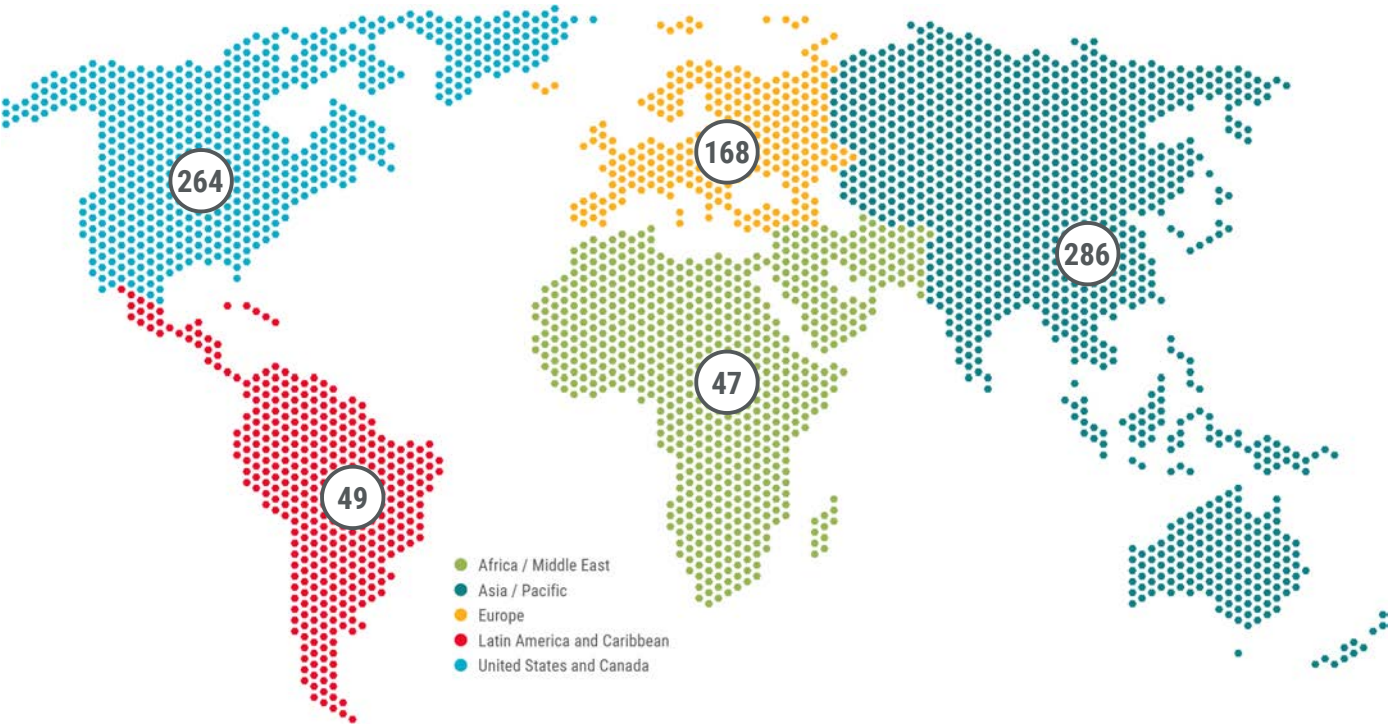 264
168
286
47
49
Africa / Middle East
Asia / Pacific
Europe
Latin America and Caribbean
United States and Canada